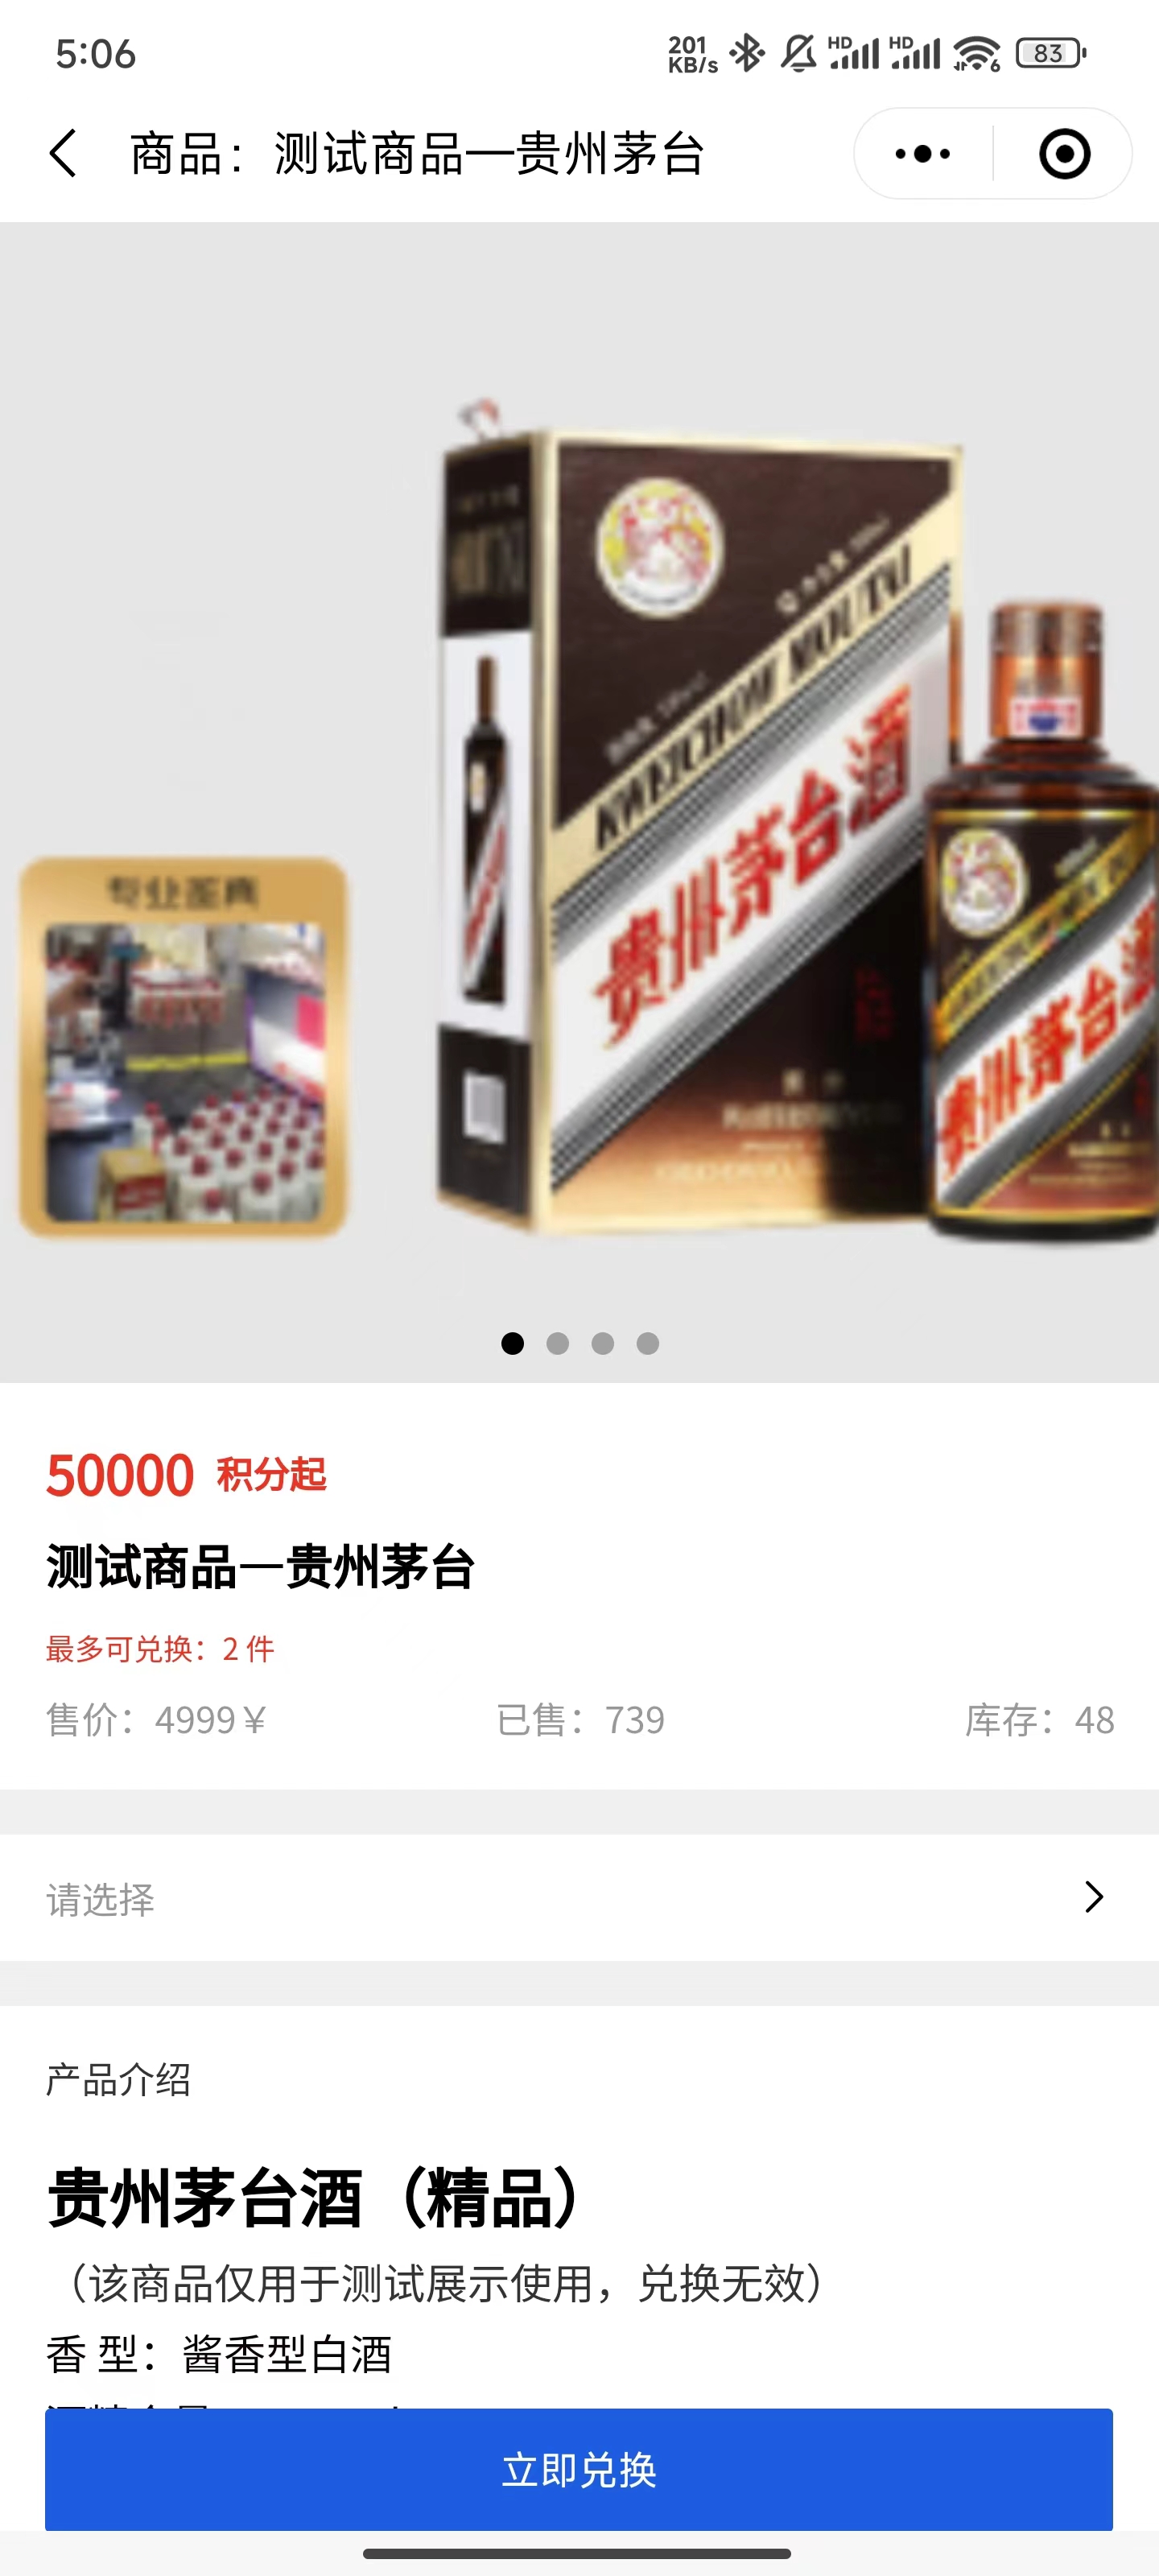 5:06
201 KB/s HD HD 6 83
商品：测试商品—贵州茅台
KWEICHOW MOUTAI
贵州茅台酒
贵州茅台酒
50000 积分起
测试商品—贵州茅台
最多可兑换：2 件
售价：4999￥ 已售：739 库存：48
请选择
产品介绍
贵州茅台酒（精品）
（该商品仅用于测试展示使用，兑换无效）
香 型：酱香型白酒
立即兑换